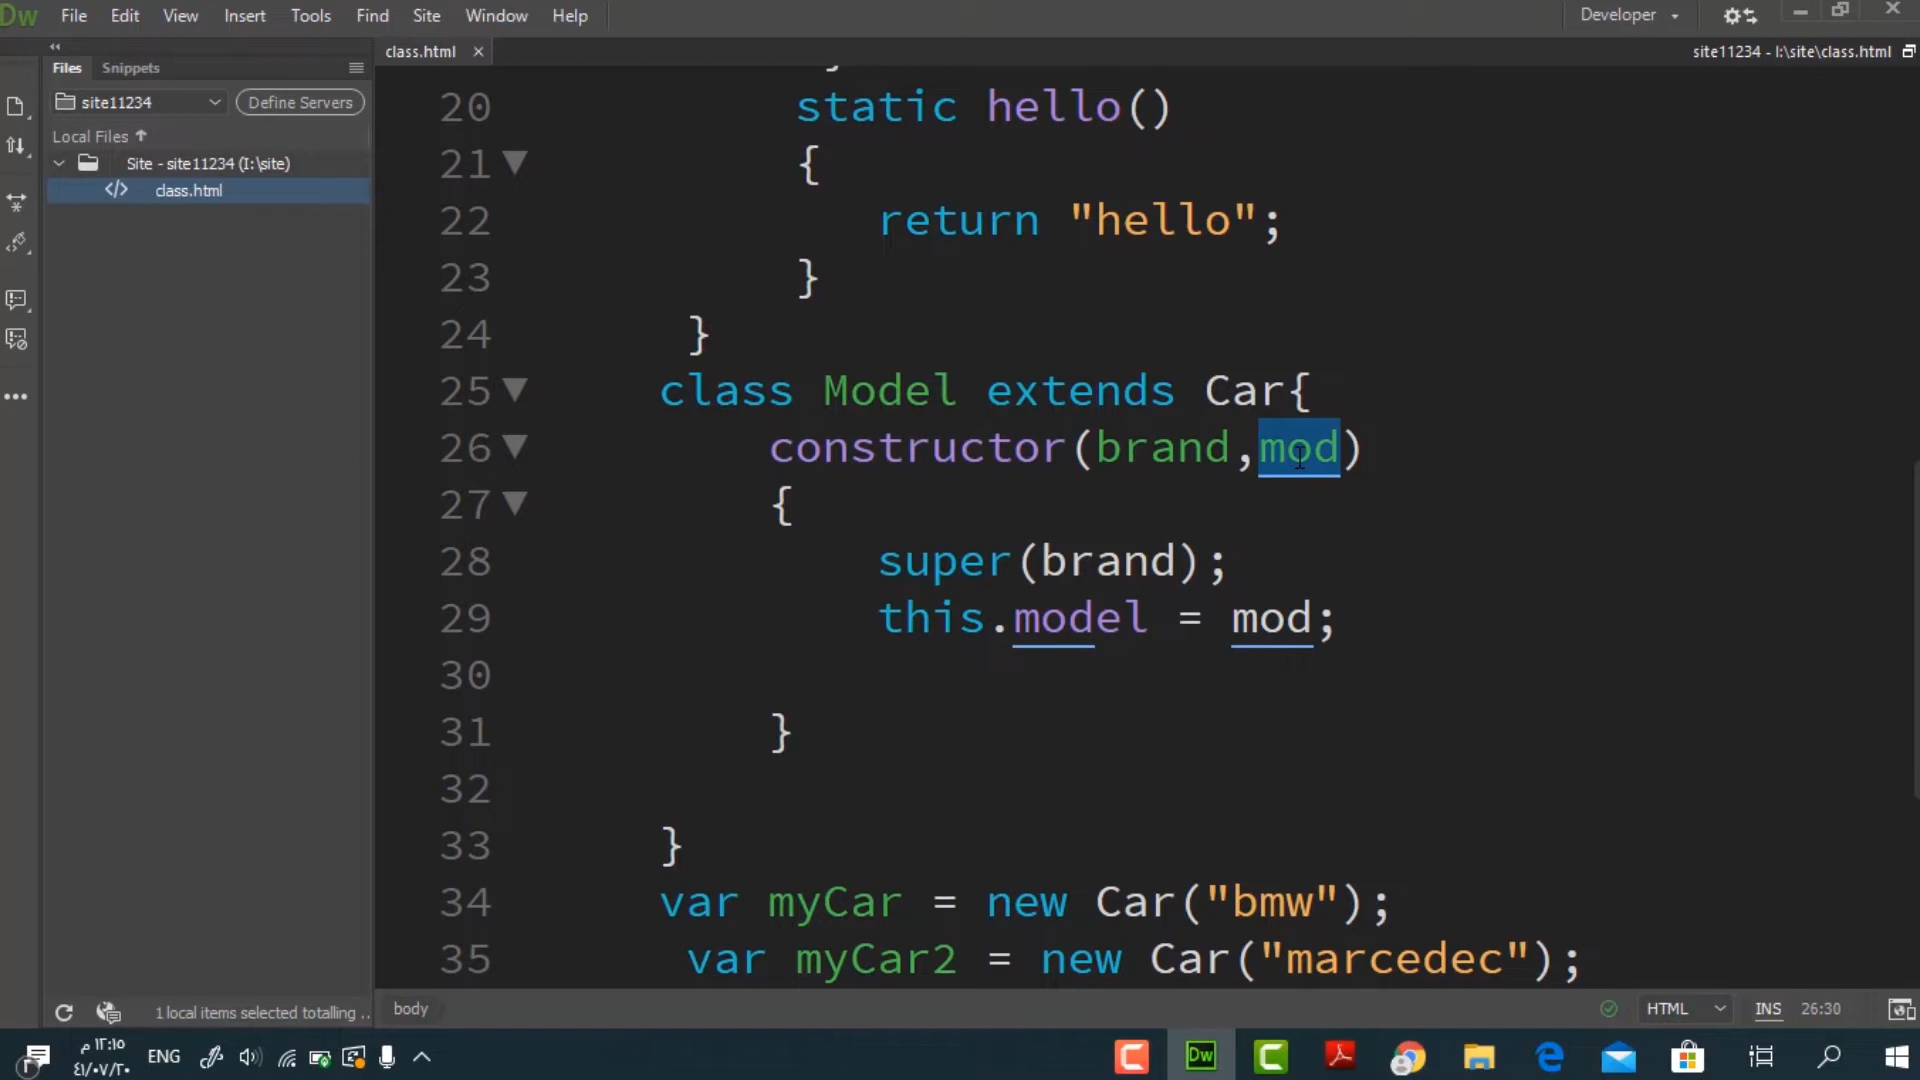 Dw File Edit View Insert Tools Find Site Window Help Developer
class.html × site11234 - I:\site\class.html
Files Snippets
site11234 Define Servers
Local Files
Site - site11234 (I:\site)
class.html
20 static hello()
21 {
22 return "hello";
23 }
24 }
25 class Model extends Car{
26 constructor(brand,mod)
27 {
28 super(brand);
29 this.model = mod;
30
31 }
32
33 }
34 var myCar = new Car("bmw");
35 var myCar2 = new Car("marcedec");
1 local items selected totalling ..
body HTML INS 26:30
١٢:١٥ م
ENG
Dw